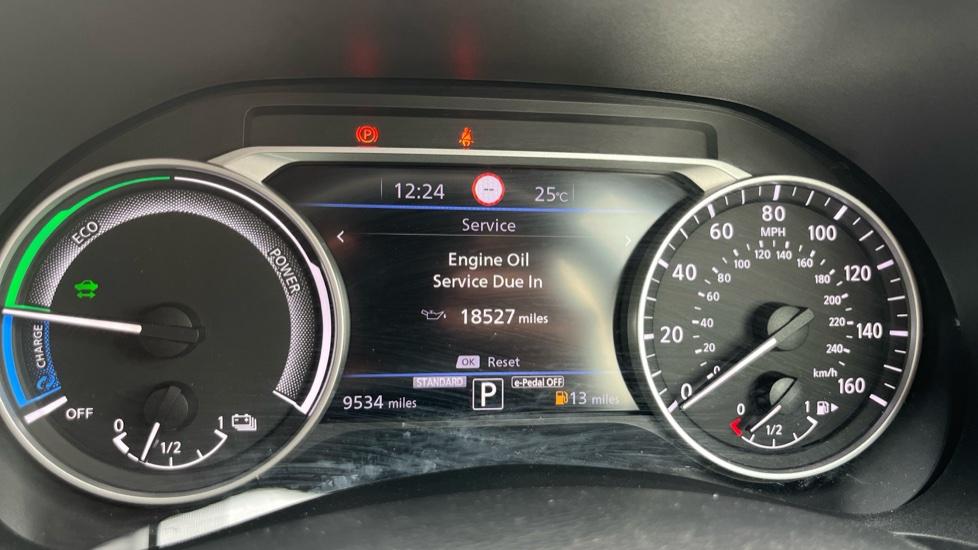 P
12:24 -- 25°C
Service
Engine Oil
Service Due In
18527 miles
OK Reset
STANDARD P e-Pedal OFF
9534 miles 13 miles
ECO
POWER
CHARGE
OFF
0 1/2 1
0 20 40 60 80 100 120 140 160
MPH
0 20 40 60 80 100 120 140 160 180 200 220 240
km/h
0 1/2 1